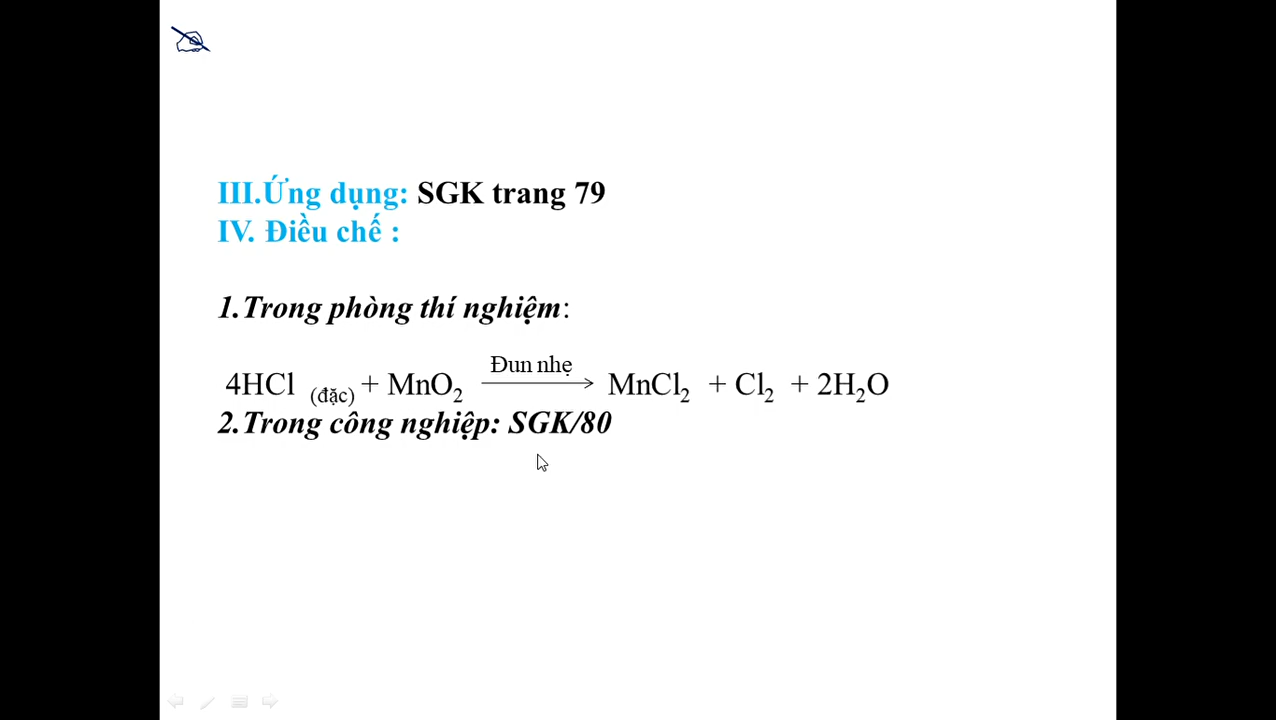 III.Ứng dụng: SGK trang 79
IV. Điều chế :
1.Trong phòng thí nghiệm:
Đun nhẹ
4HCl (đặc) + MnO2 → MnCl2 + Cl2 + 2H2O
2.Trong công nghiệp: SGK/80